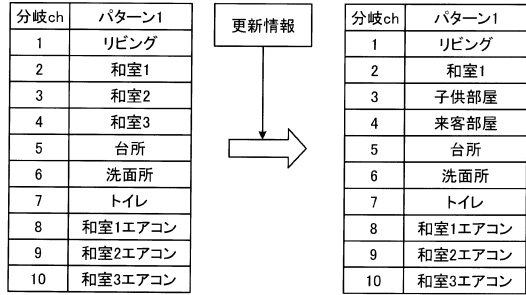 分岐ch パターン1
1 リビング
2 和室1
3 和室2
4 和室3
5 台所
6 洗面所
7 トイレ
8 和室1エアコン
9 和室2エアコン
10 和室3エアコン
更新情報
分岐ch パターン1
1 リビング
2 和室1
3 子供部屋
4 来客部屋
5 台所
6 洗面所
7 トイレ
8 和室1エアコン
9 和室2エアコン
10 和室3エアコン